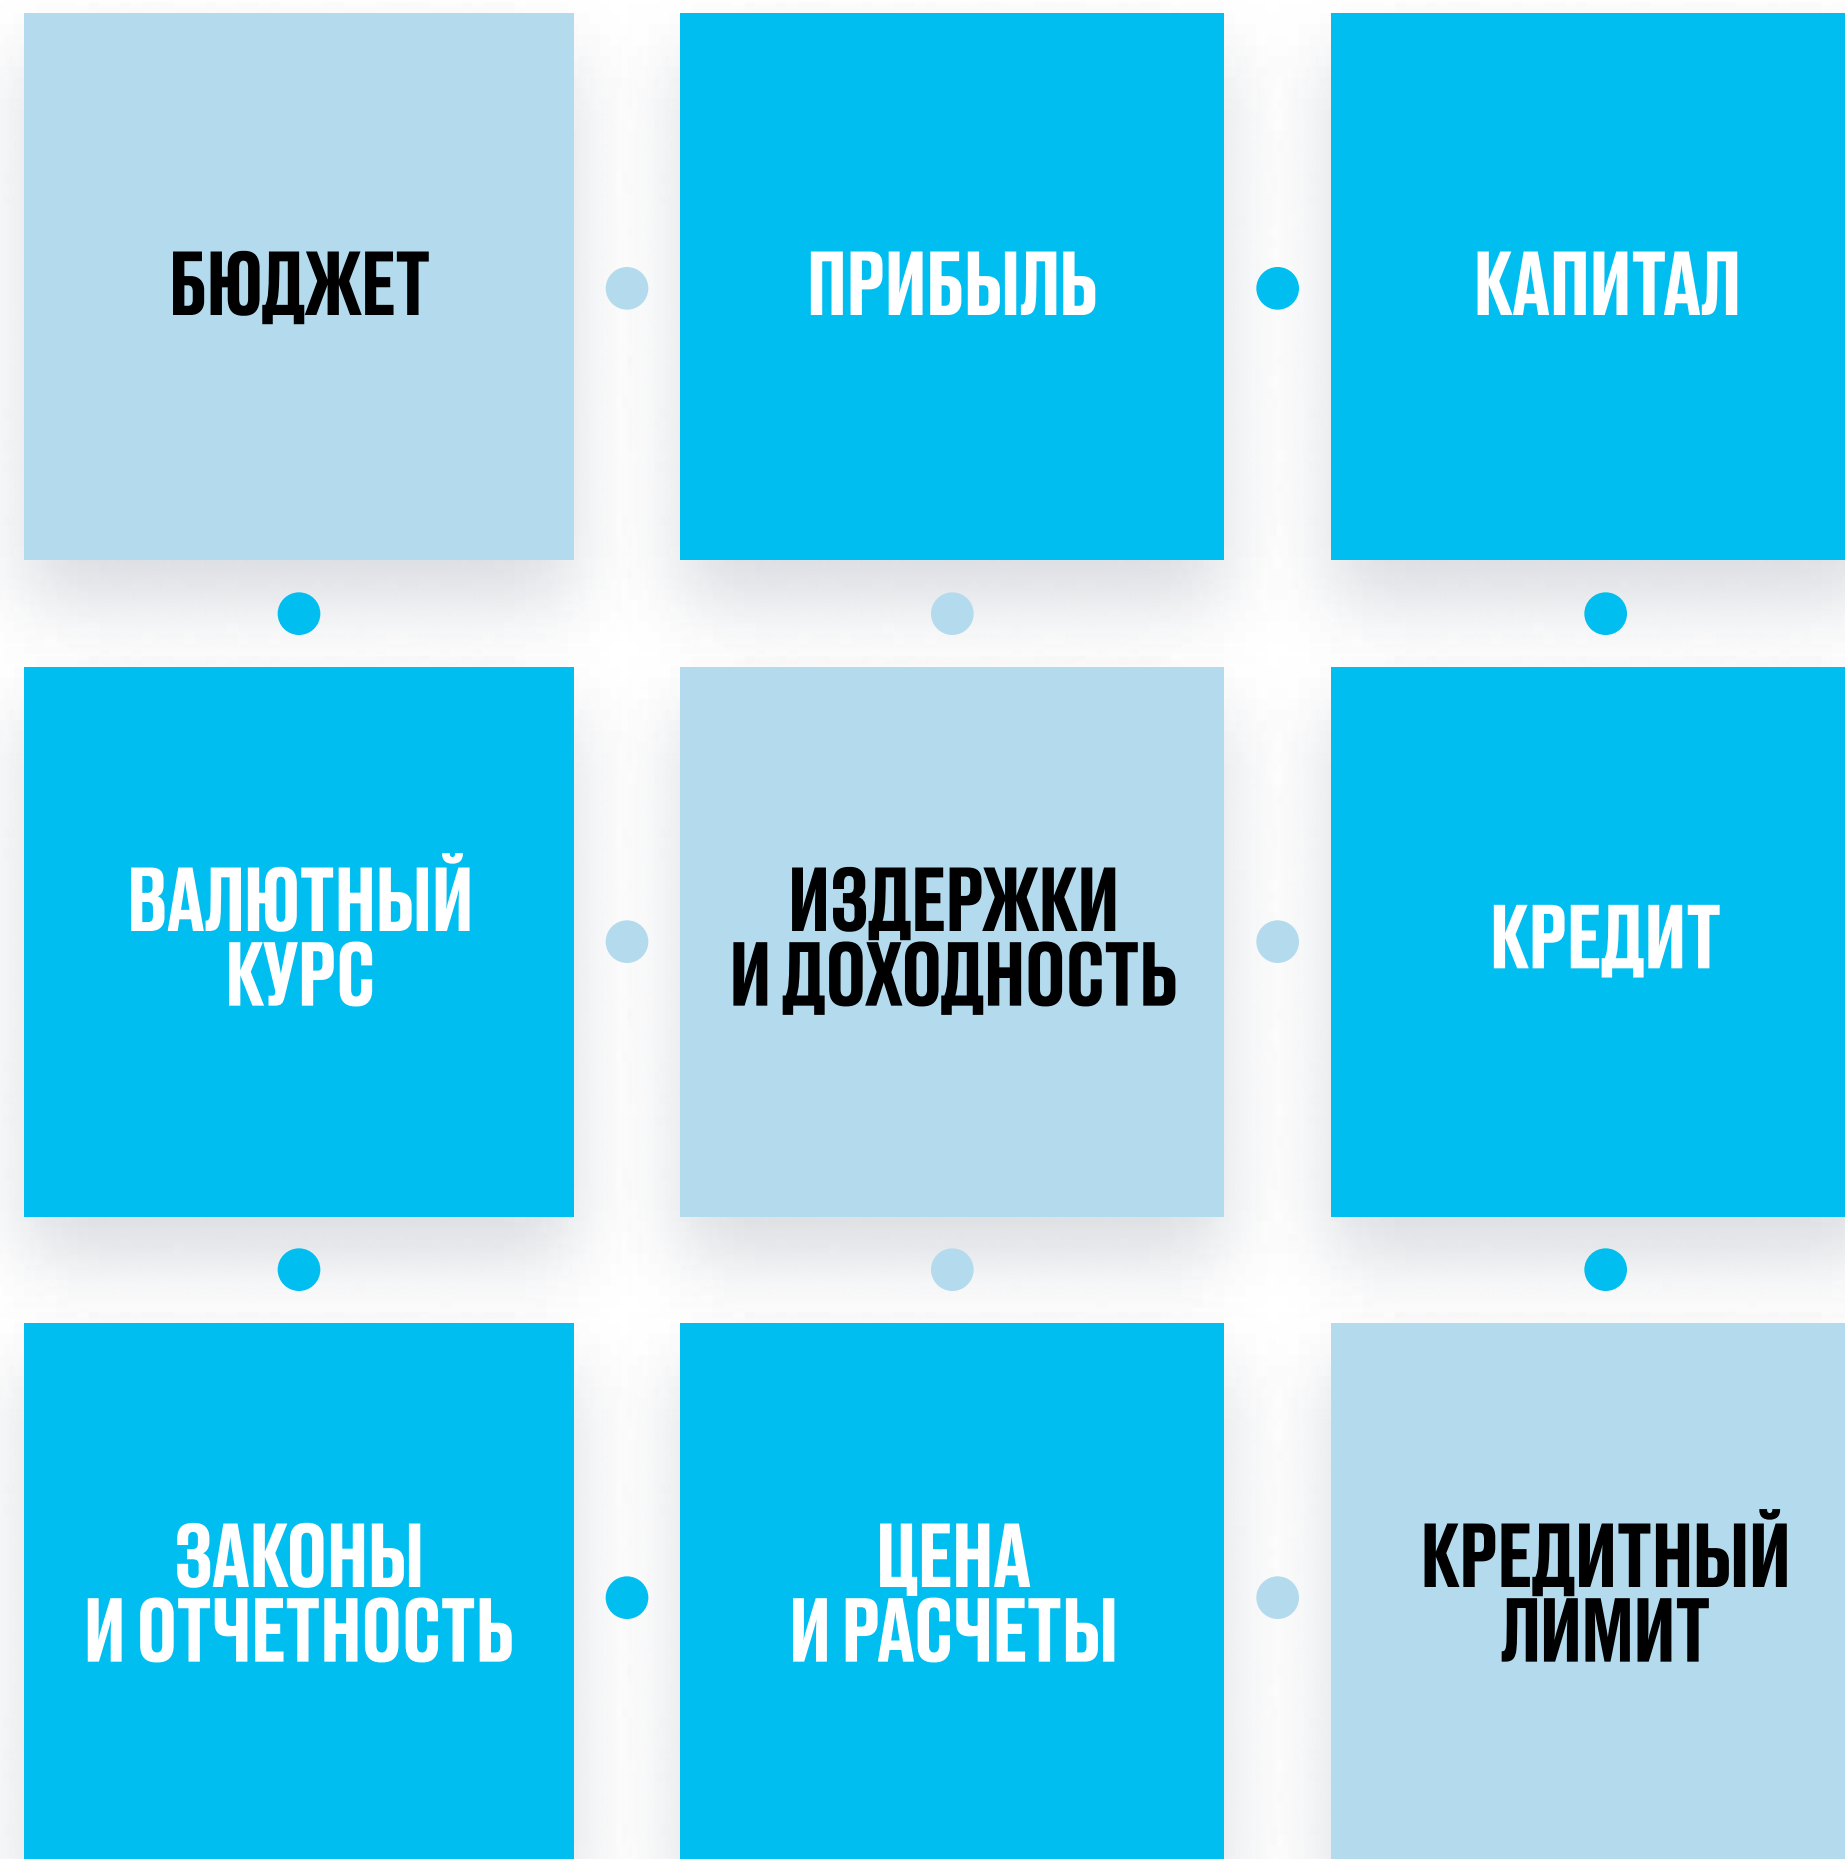 БЮДЖЕТ
ПРИБЫЛЬ
КАПИТАЛ
ВАЛЮТНЫЙ
КУРС
ИЗДЕРЖКИ
И ДОХОДНОСТЬ
КРЕДИТ
ЗАКОНЫ
И ОТЧЕТНОСТЬ
ЦЕНА
И РАСЧЕТЫ
КРЕДИТНЫЙ
ЛИМИТ